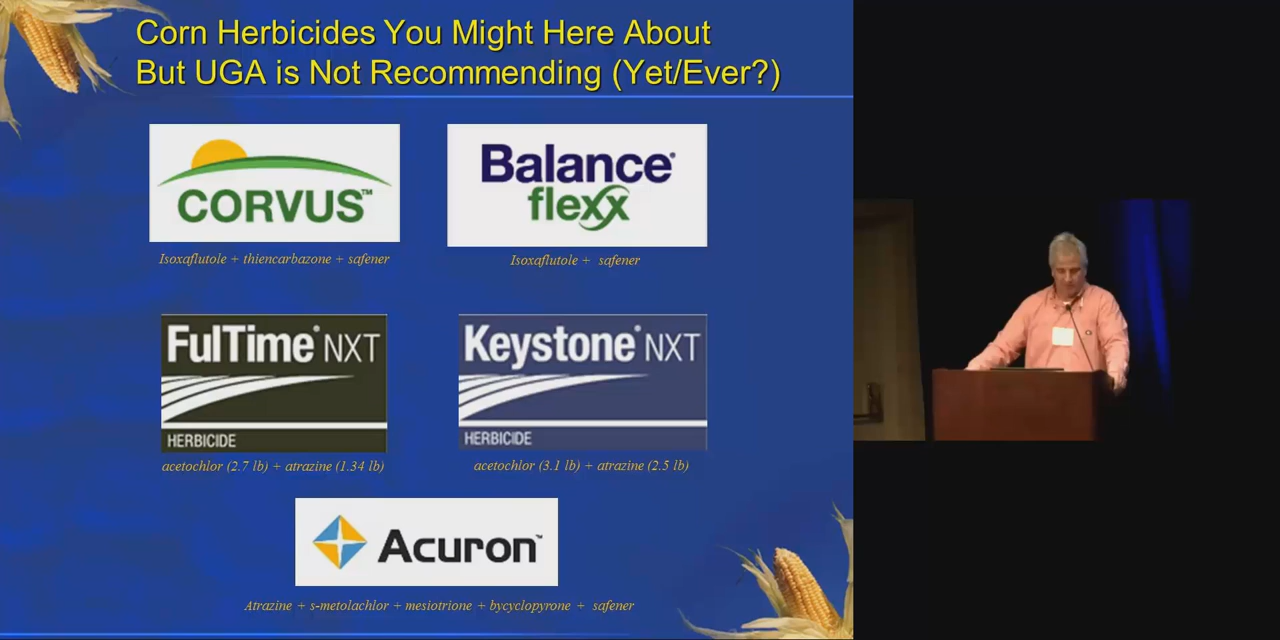 Corn Herbicides You Might Here About
But UGA is Not Recommending (Yet/Ever?)
CORVUS™
Balance®
flexx
Isoxaflutole + thiencarbazone + safener
Isoxaflutole + safener
FulTime® NXT
HERBICIDE
Keystone® NXT
HERBICIDE
acetochlor (2.7 lb) + atrazine (1.34 lb)
acetochlor (3.1 lb) + atrazine (2.5 lb)
Acuron™
Atrazine + s-metolachlor + mesiotrione + bycyclopyrone + safener